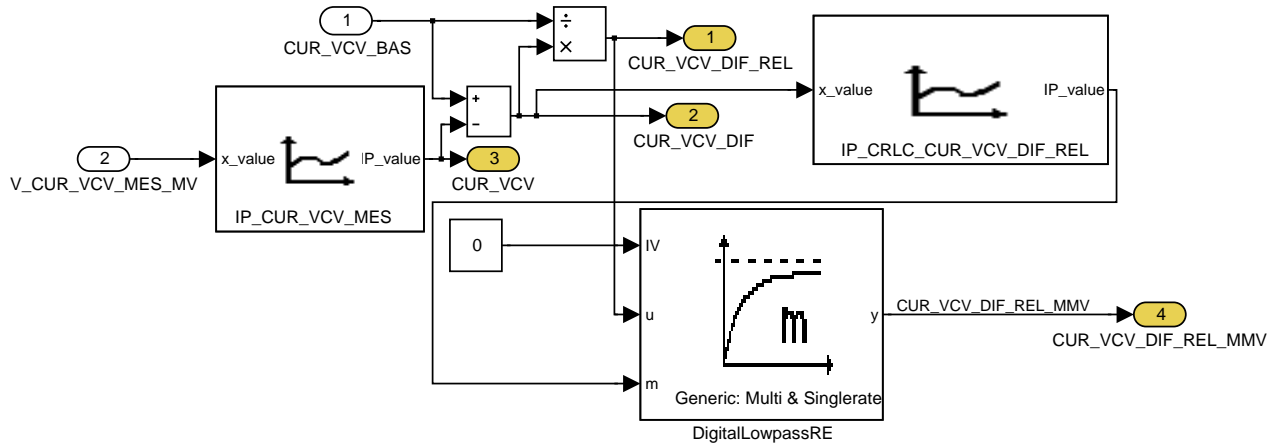 1
CUR_VCV_BAS
÷
×
1
CUR_VCV_DIF_REL
x_value
IP_value
IP_CRLC_CUR_VCV_DIF_REL
+
−
2
CUR_VCV_DIF
2
V_CUR_VCV_MES_MV
x_value
IP_value
IP_CUR_VCV_MES
3
CUR_VCV
0
IV
u
m
y
m
Generic: Multi & Singlerate
DigitalLowpassRE
CUR_VCV_DIF_REL_MMV
4
CUR_VCV_DIF_REL_MMV